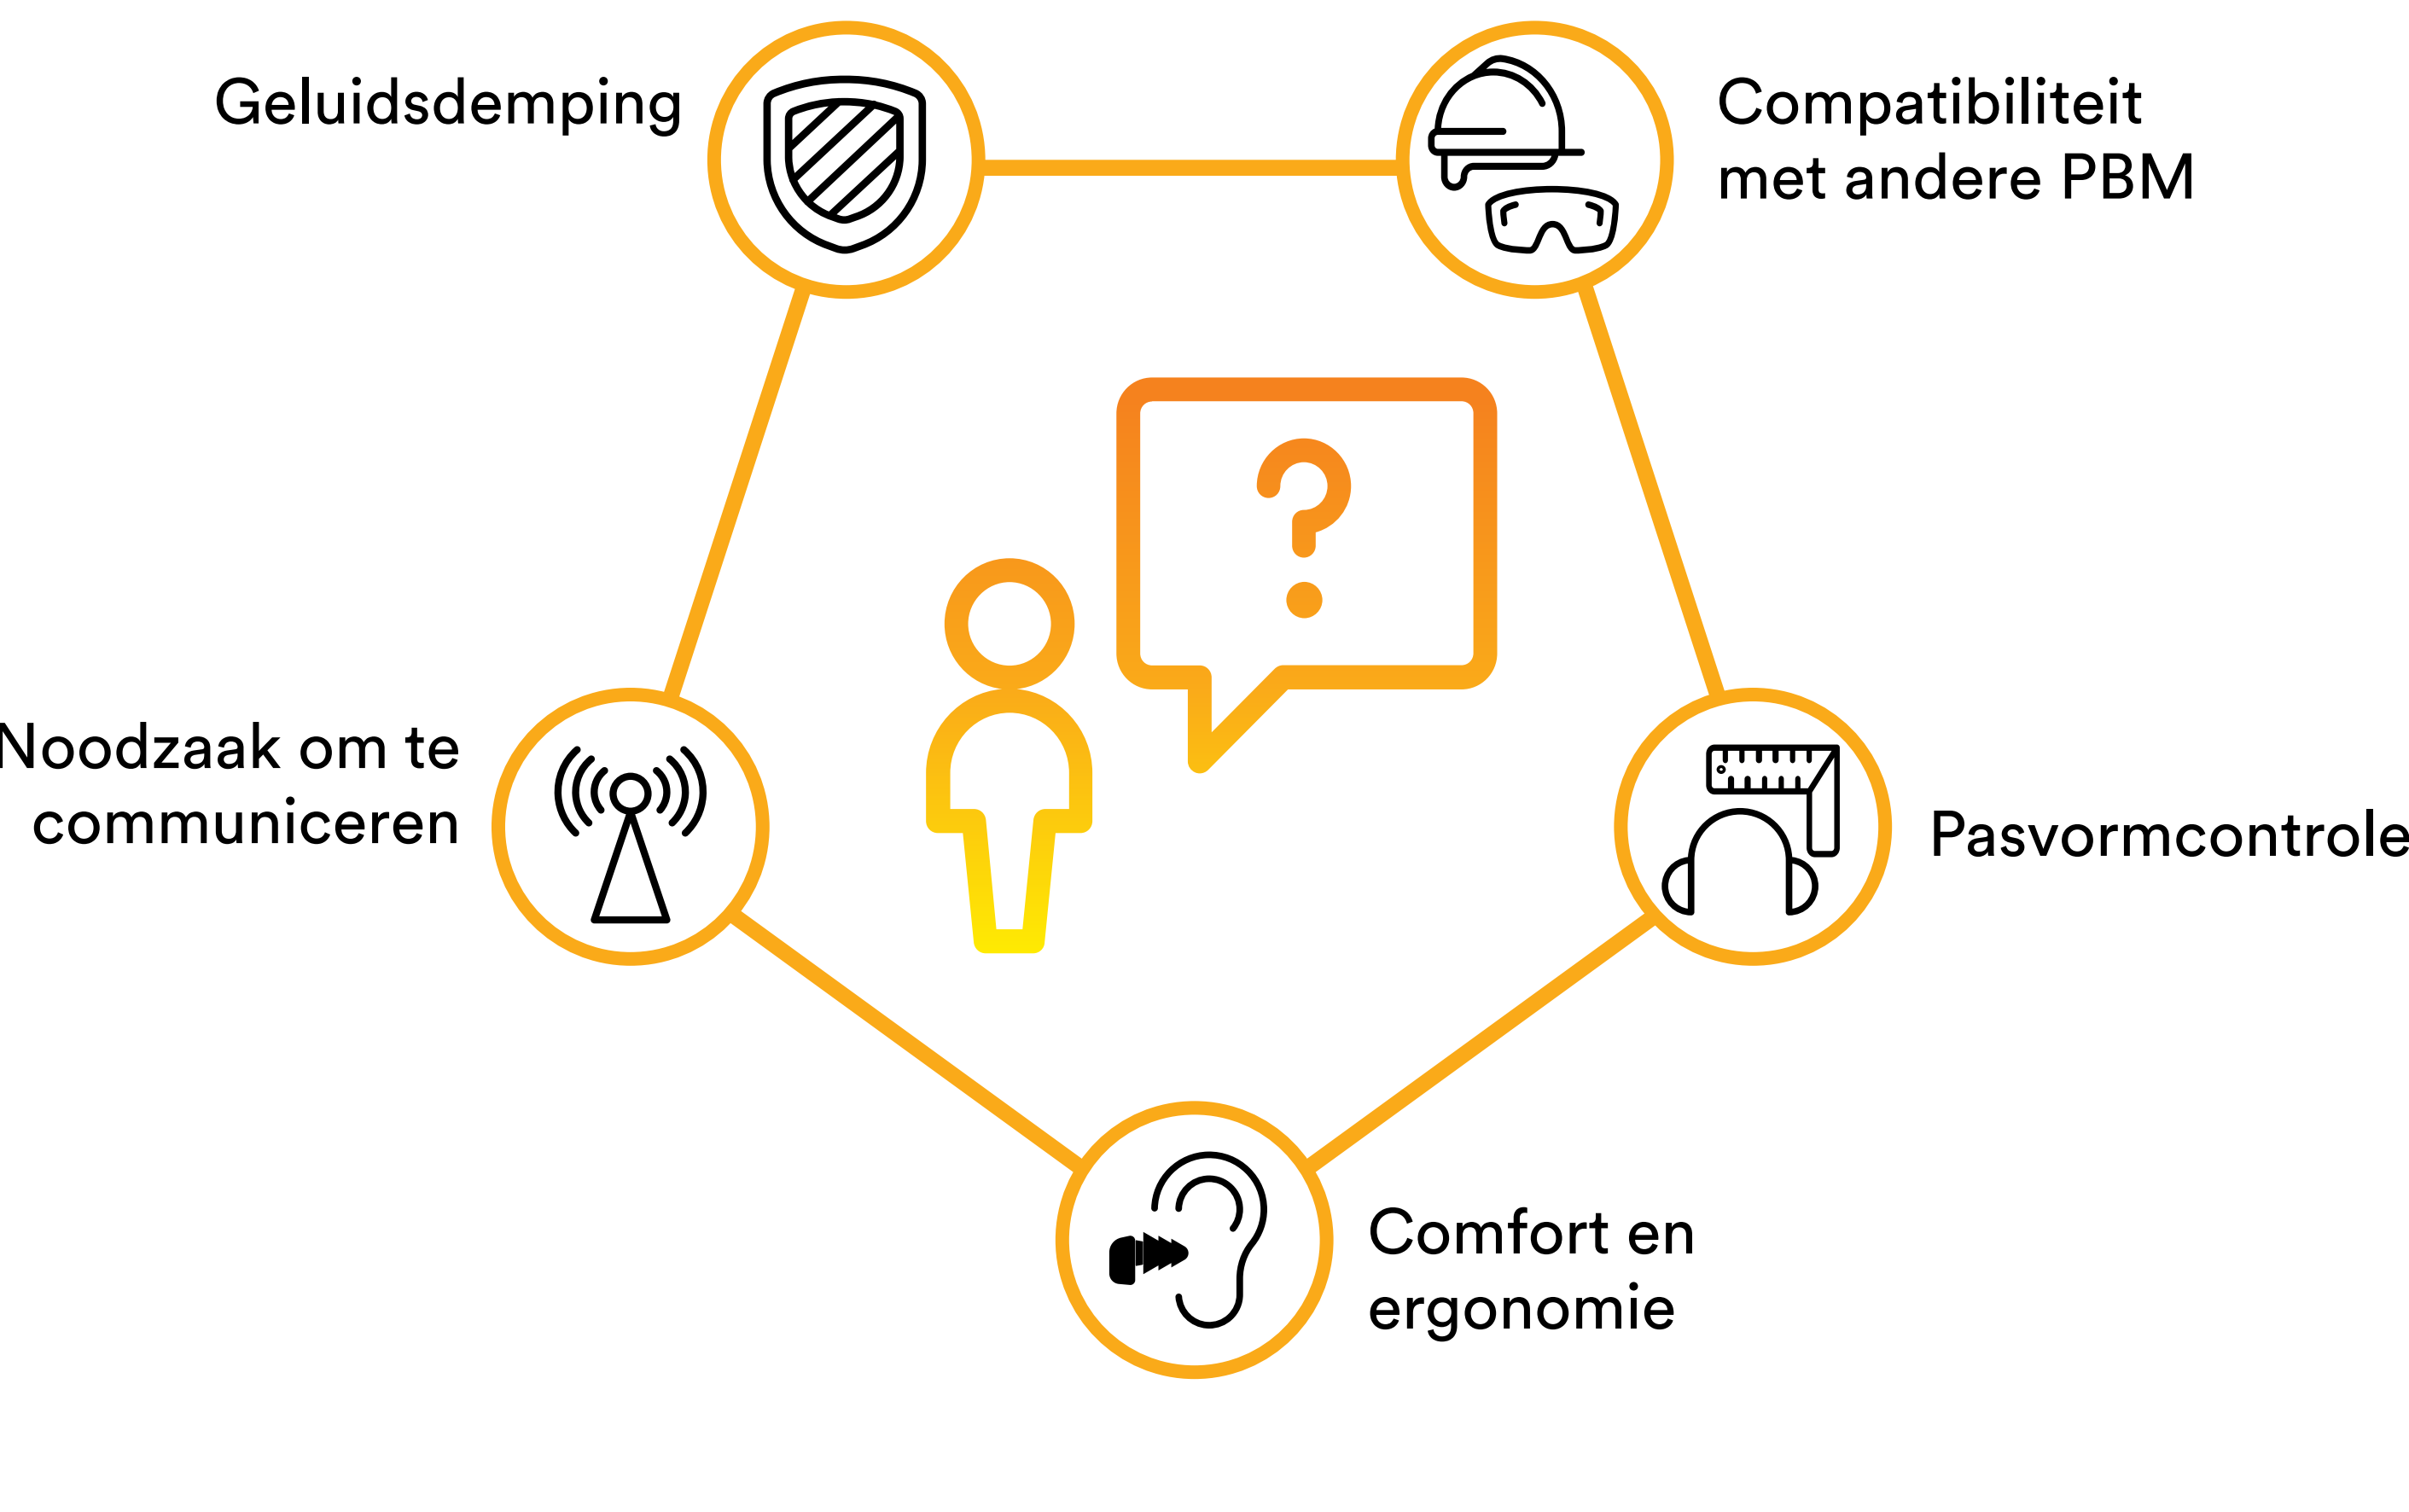 Geluidsdemping
Compatibiliteit
met andere PBM
Noodzaak om te
communiceren
Pasvormcontrole
Comfort en
ergonomie
?